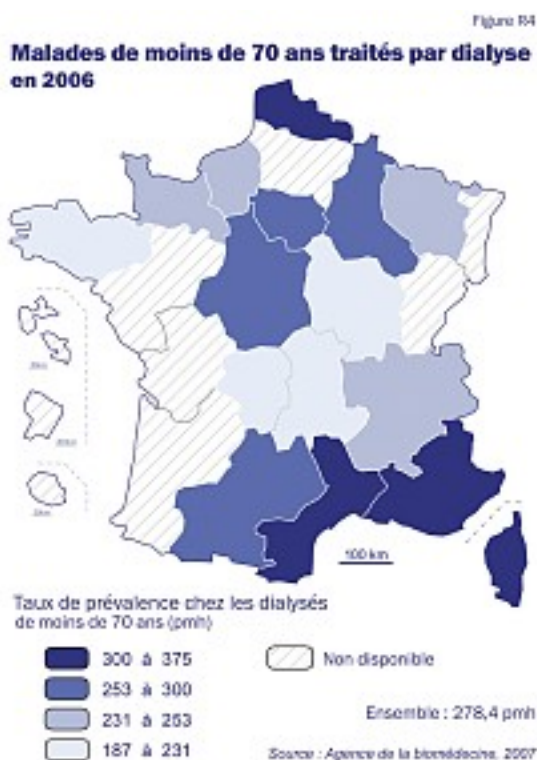 Figure R4
Malades de moins de 70 ans traités par dialyse
en 2006
100 km
Taux de prévalence chez les dialysés
de moins de 70 ans (pmh)
300 à 375
253 à 300
231 à 253
187 à 231
Non disponible
Ensemble : 278,4 pmh
Source : Agence de la biomédecine, 2007